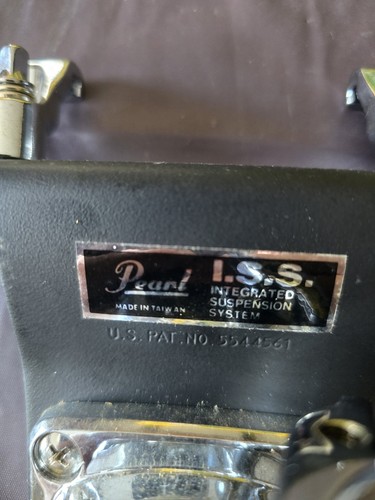 Pearl
MADE IN TAIWAN
I.S.S.
INTEGRATED
SUSPENSION
SYSTEM
U.S. PAT. NO. 5544561